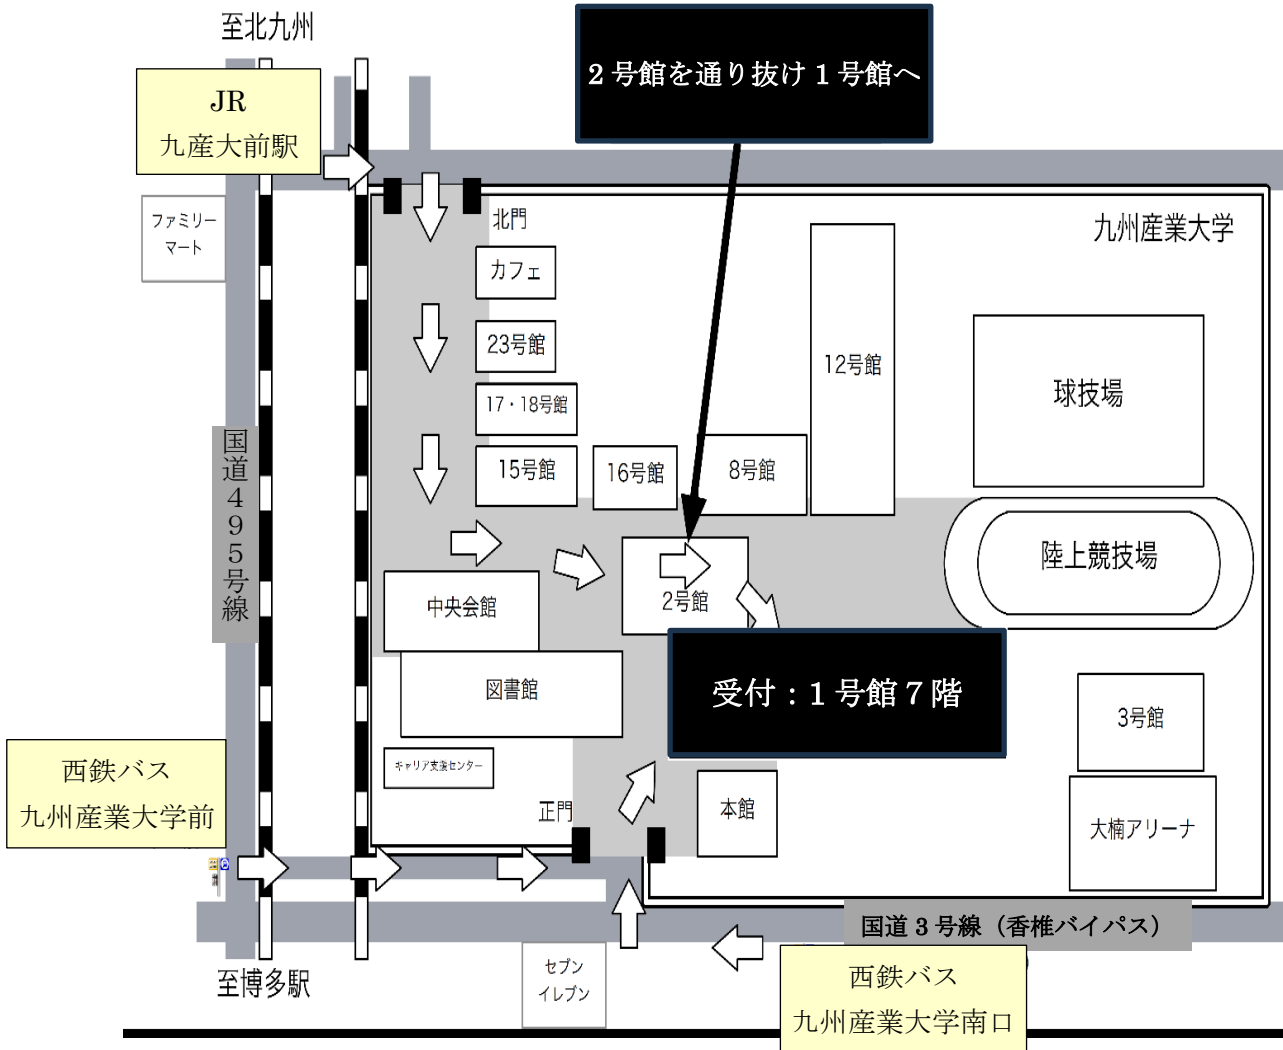 至北九州
JR
九産大前駅
2号館を通り抜け1号館へ
ファミリー
マート
北門
九州産業大学
カフェ
23号館
17・18号館
15号館
16号館
8号館
12号館
球技場
陸上競技場
国道495号線
中央会館
2号館
図書館
受付：1号館7階
3号館
キャリア支援センター
西鉄バス
九州産業大学前
正門
本館
大楠アリーナ
国道3号線（香椎バイパス）
至博多駅
セブン
イレブン
西鉄バス
九州産業大学南口